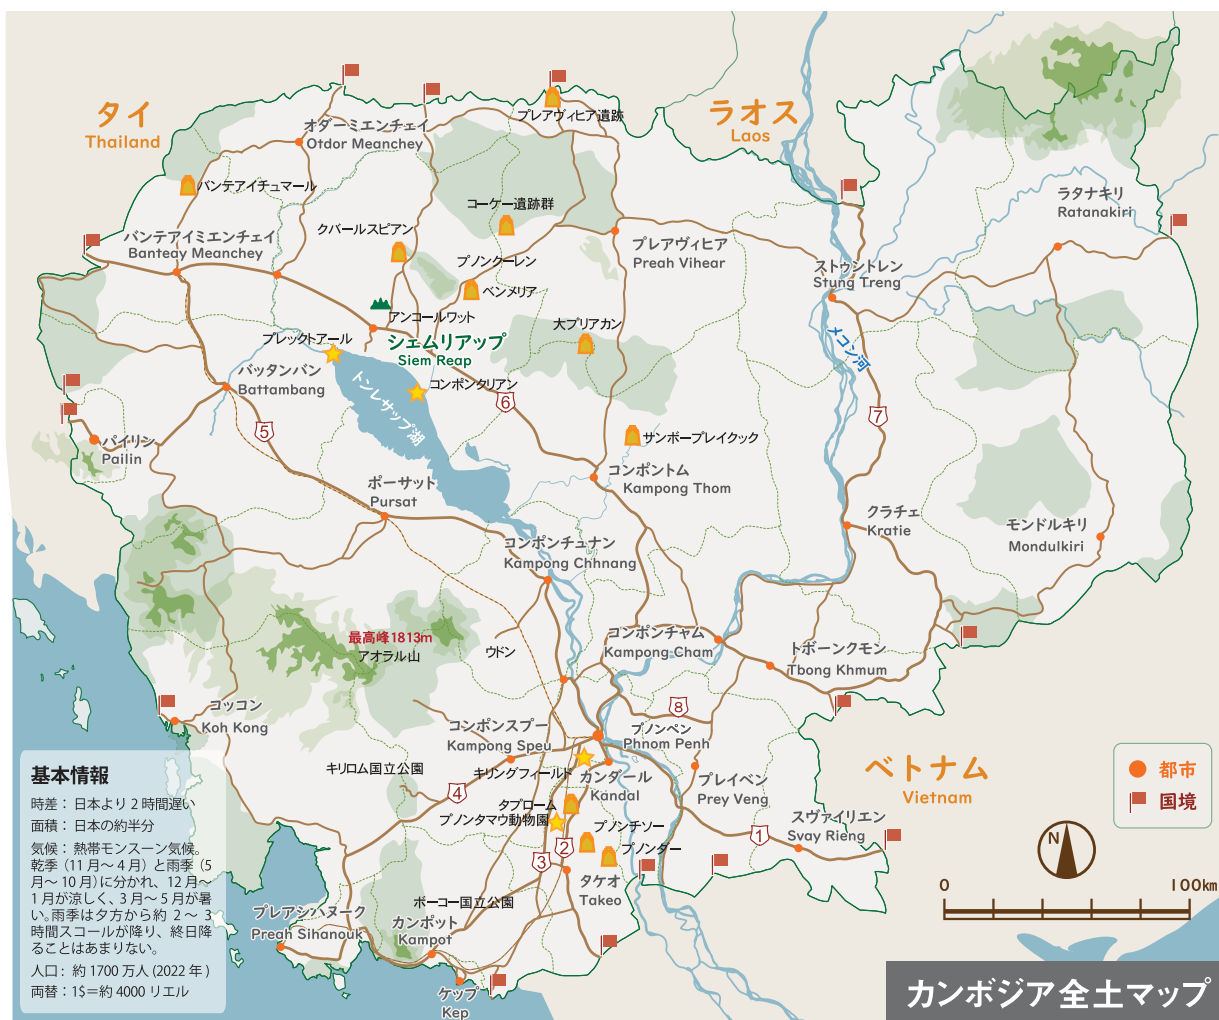 タイ
Thailand
ラオス
Laos
プレアヴィヒア遺跡
オダーミエンチェイ
Otdor Meanchey
バンテアイチュマール
コーケー遺跡群
ラタナキリ
Ratanakiri
クバールスピアン
バンテアイミエンチェイ
Banteay Meanchey
プレアヴィヒア
Preah Vihear
プノンクーレン
ストゥントレン
Stung Treng
ベンメリア
アンコールワット
大プリアカン
プレックトアール
シェムリアップ
Siem Reap
メコン河
バッタンバン
Battambang
トンレサップ湖
コンポンクリアン
6
7
5
パイリン
Pailin
サンボープレイクック
コンポントム
Kampong Thom
ポーサット
Pursat
クラチェ
Kratie
モンドルキリ
Mondulkiri
コンポンチュナン
Kampong Chhnang
最高峰1813m
アオラル山
ウドン
コンポンチャム
Kampong Cham
トボーンクモン
Tbong Khmum
コッコン
Koh Kong
8
コンポンスプー
Kampong Speu
プノンペン
Phnom Penh
ベトナム
Vietnam
キリロム国立公園
キリングフィールド
カンダール
Kandal
プレイベン
Prey Veng
4
タプローム
プノンタマウ動物園
プノンチソー
プノンダー
スヴァイリエン
Svay Rieng
1
3
2
タケオ
Takeo
ボーコー国立公園
プレアシハヌーク
Preah Sihanouk
カンポット
Kampot
ケップ
Kep
基本情報
時差：日本より2時間遅い
面積：日本の約半分
気候：熱帯モンスーン気候。
乾季（11月～4月）と雨季（5
月～10月)に分かれ、12月～
1月が涼しく、3月～5月が暑
い。雨季は夕方から約 2～3
時間スコールが降り、終日降
ることはあまりない。
人口：約1700万人(2022年)
両替：1$＝約4000リエル
都市
国境
N
0
100km
カンボジア全土マップ